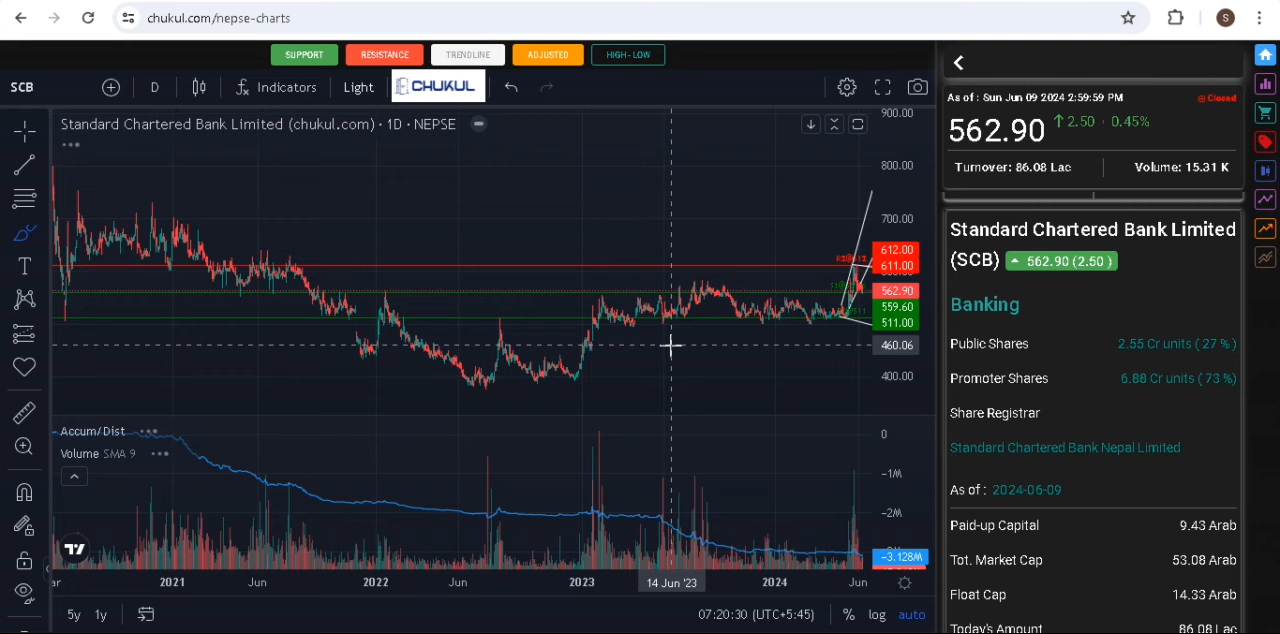 chukul.com/nepse-charts
S
SUPPORT RESISTANCE TRENDLINE ADJUSTED HIGH-LOW
SCB D Indicators Light CHUKUL
Standard Chartered Bank Limited (chukul.com) · 1D · NEPSE
900.00
800.00
700.00
612.00
611.00
562.90
559.60
511.00
460.06
400.00
Accum/Dist
Volume SMA 9
0
-1M
-2M
-3.128M
2021 Jun 2022 Jun 2023 14 Jun '23 2024 Jun
5y 1y 07:20:30 (UTC+5:45) % log auto
As of : Sun Jun 09 2024 2:59:59 PM Closed
562.90 ↑ 2.50 · 0.45%
Turnover: 86.08 Lac Volume: 15.31 K
Standard Chartered Bank Limited
(SCB) 562.90 (2.50 )
Banking
Public Shares 2.55 Cr units ( 27 % )
Promoter Shares 6.88 Cr units ( 73 % )
Share Registrar
Standard Chartered Bank Nepal Limited
As of : 2024-06-09
Paid-up Capital 9.43 Arab
Tot. Market Cap 53.08 Arab
Float Cap 14.33 Arab
Today's Amount 86.08 Lac